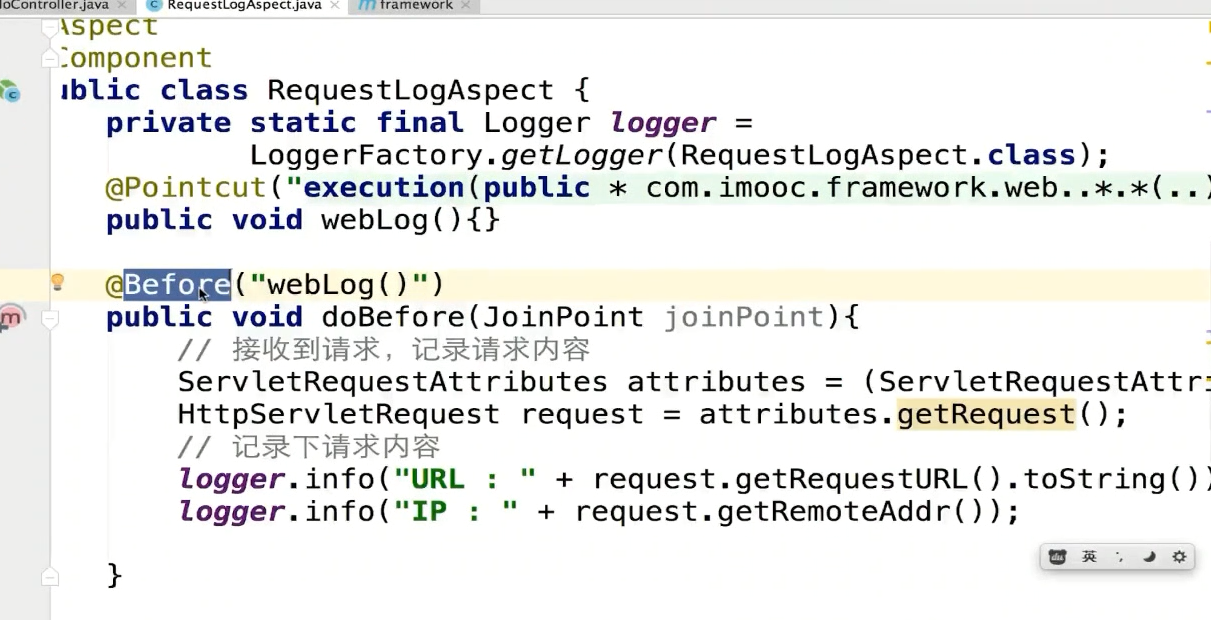 oController.java × RequestLogAspect.java × framework ×
Aspect
Component
ublic class RequestLogAspect {
private static final Logger logger =
LoggerFactory.getLogger(RequestLogAspect.class);
@Pointcut("execution(public * com.imooc.framework.web..*.*(..)
public void webLog(){}
@Before("webLog()")
public void doBefore(JoinPoint joinPoint){
// 接收到请求，记录请求内容
ServletRequestAttributes attributes = (ServletRequestAttri
HttpServletRequest request = attributes.getRequest();
// 记录下请求内容
logger.info("URL : " + request.getRequestURL().toString())
logger.info("IP : " + request.getRemoteAddr());
}
英